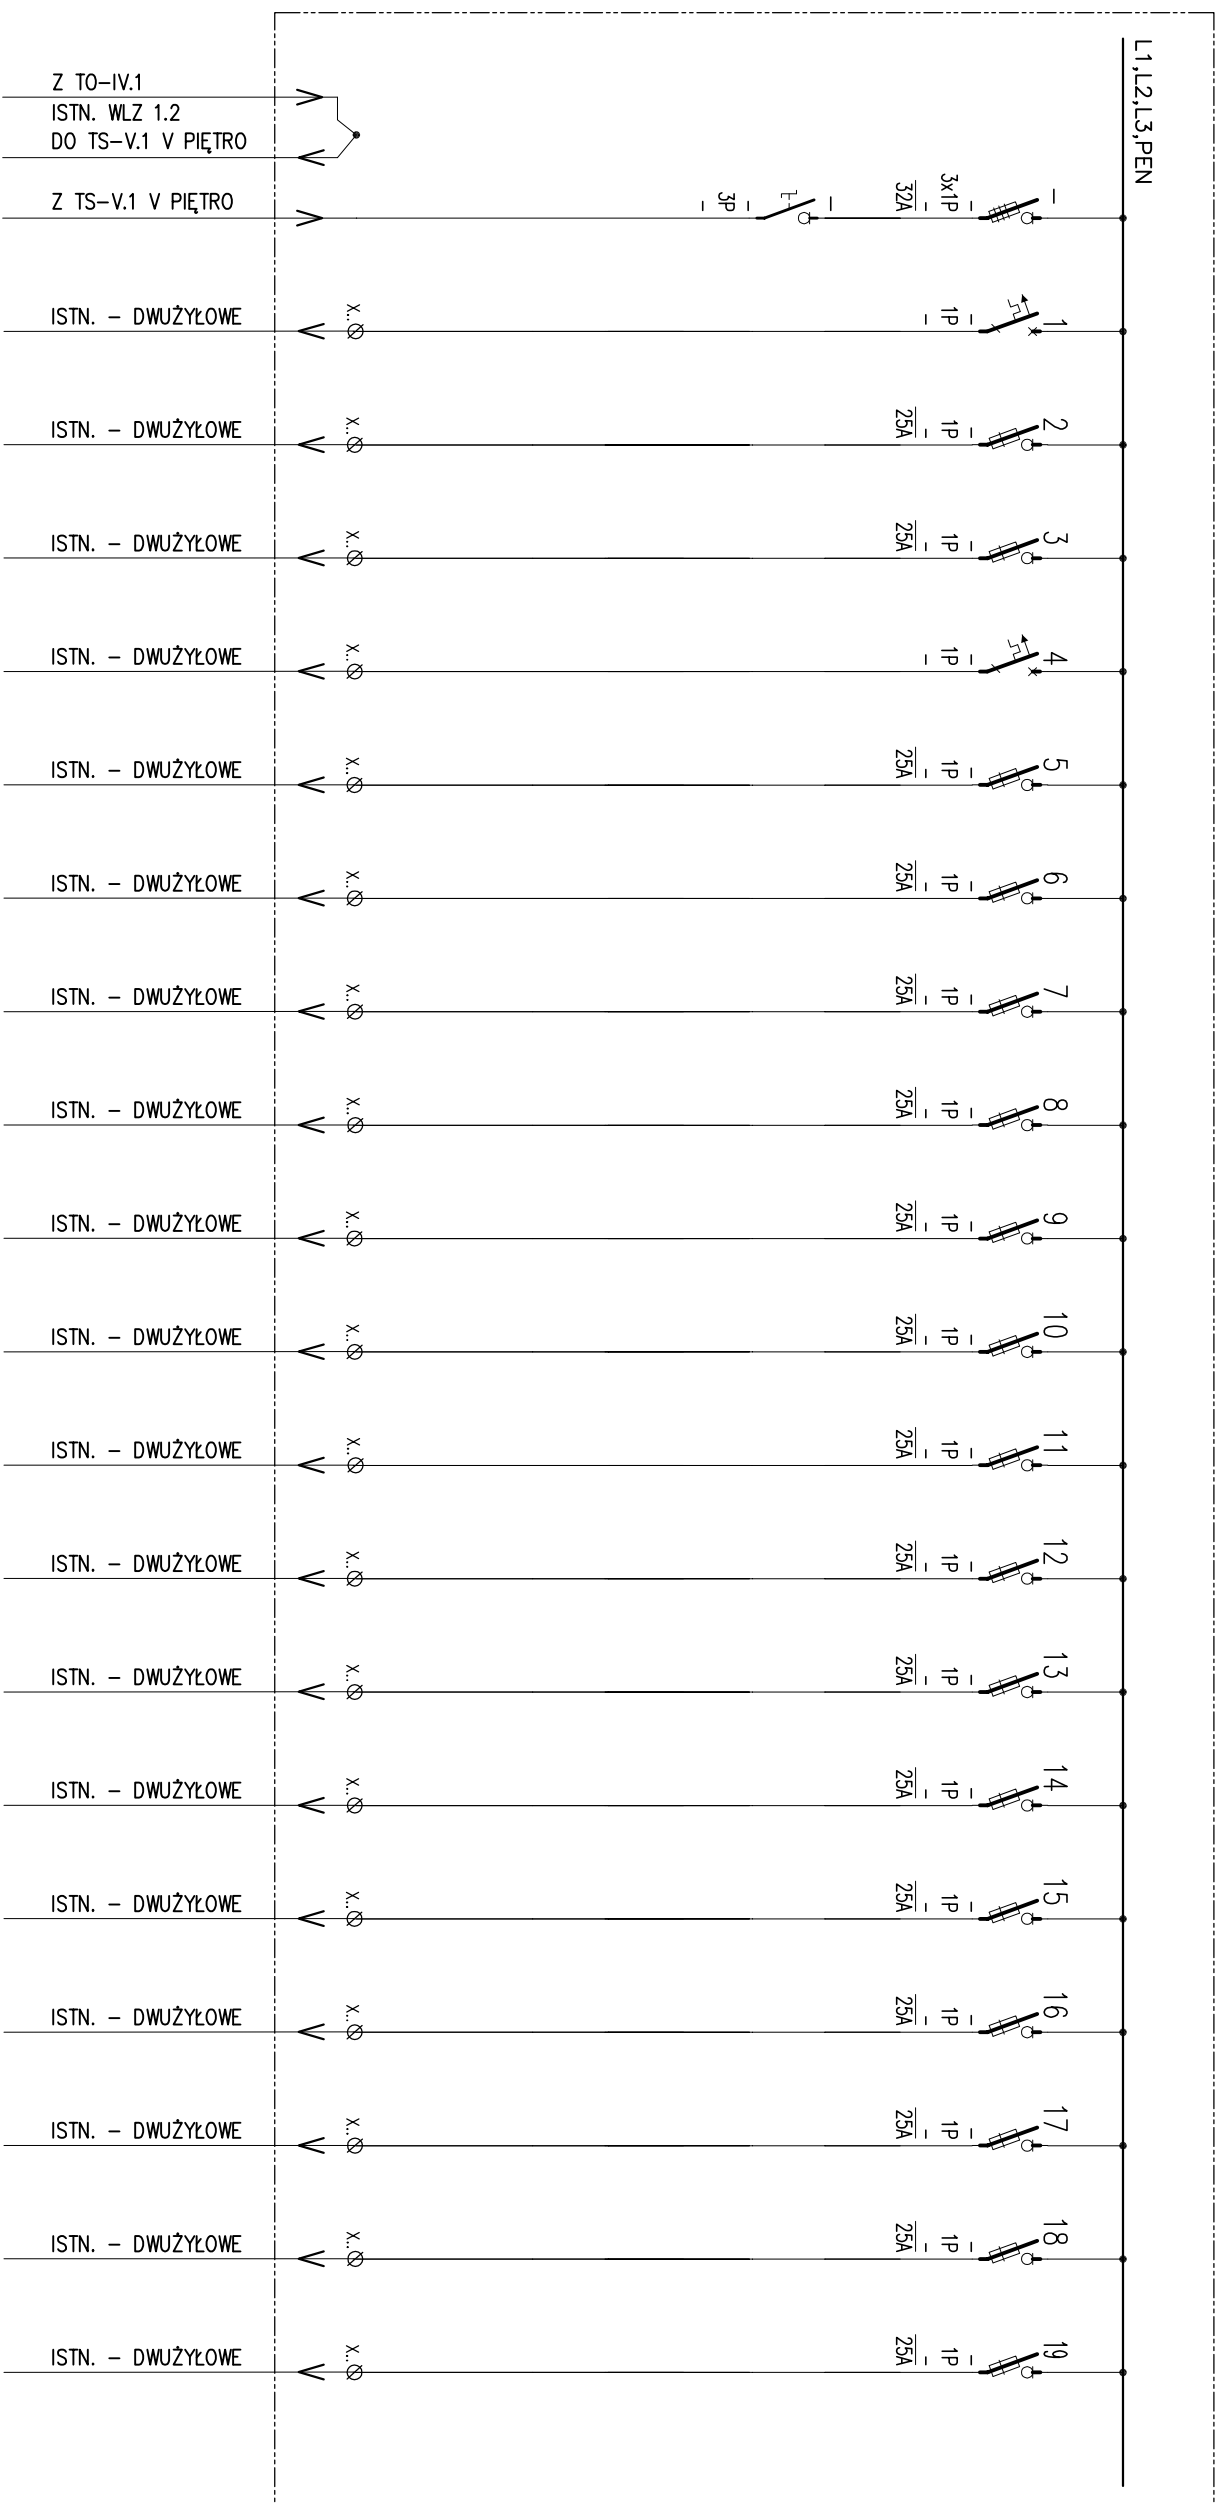 L1,L2,L3,PEN
Z TO-IV.1
ISTN. WLZ 1.2
DO TS-V.1 V PIĘTRO
Z TS-V.1 V PIĘTRO
- 3P -
-
32A - 3x1P -
-
ISTN. - DWUŻYŁOWE X... - 1P - 1
ISTN. - DWUŻYŁOWE X... 25A - 1P - 2
ISTN. - DWUŻYŁOWE X... 25A - 1P - 3
ISTN. - DWUŻYŁOWE X... - 1P - 4
ISTN. - DWUŻYŁOWE X... 25A - 1P - 5
ISTN. - DWUŻYŁOWE X... 25A - 1P - 6
ISTN. - DWUŻYŁOWE X... 25A - 1P - 7
ISTN. - DWUŻYŁOWE X... 25A - 1P - 8
ISTN. - DWUŻYŁOWE X... 25A - 1P - 9
ISTN. - DWUŻYŁOWE X... 25A - 1P - 10
ISTN. - DWUŻYŁOWE X... 25A - 1P - 11
ISTN. - DWUŻYŁOWE X... 25A - 1P - 12
ISTN. - DWUŻYŁOWE X... 25A - 1P - 13
ISTN. - DWUŻYŁOWE X... 25A - 1P - 14
ISTN. - DWUŻYŁOWE X... 25A - 1P - 15
ISTN. - DWUŻYŁOWE X... 25A - 1P - 16
ISTN. - DWUŻYŁOWE X... 25A - 1P - 17
ISTN. - DWUŻYŁOWE X... 25A - 1P - 18
ISTN. - DWUŻYŁOWE X... 25A - 1P - 19